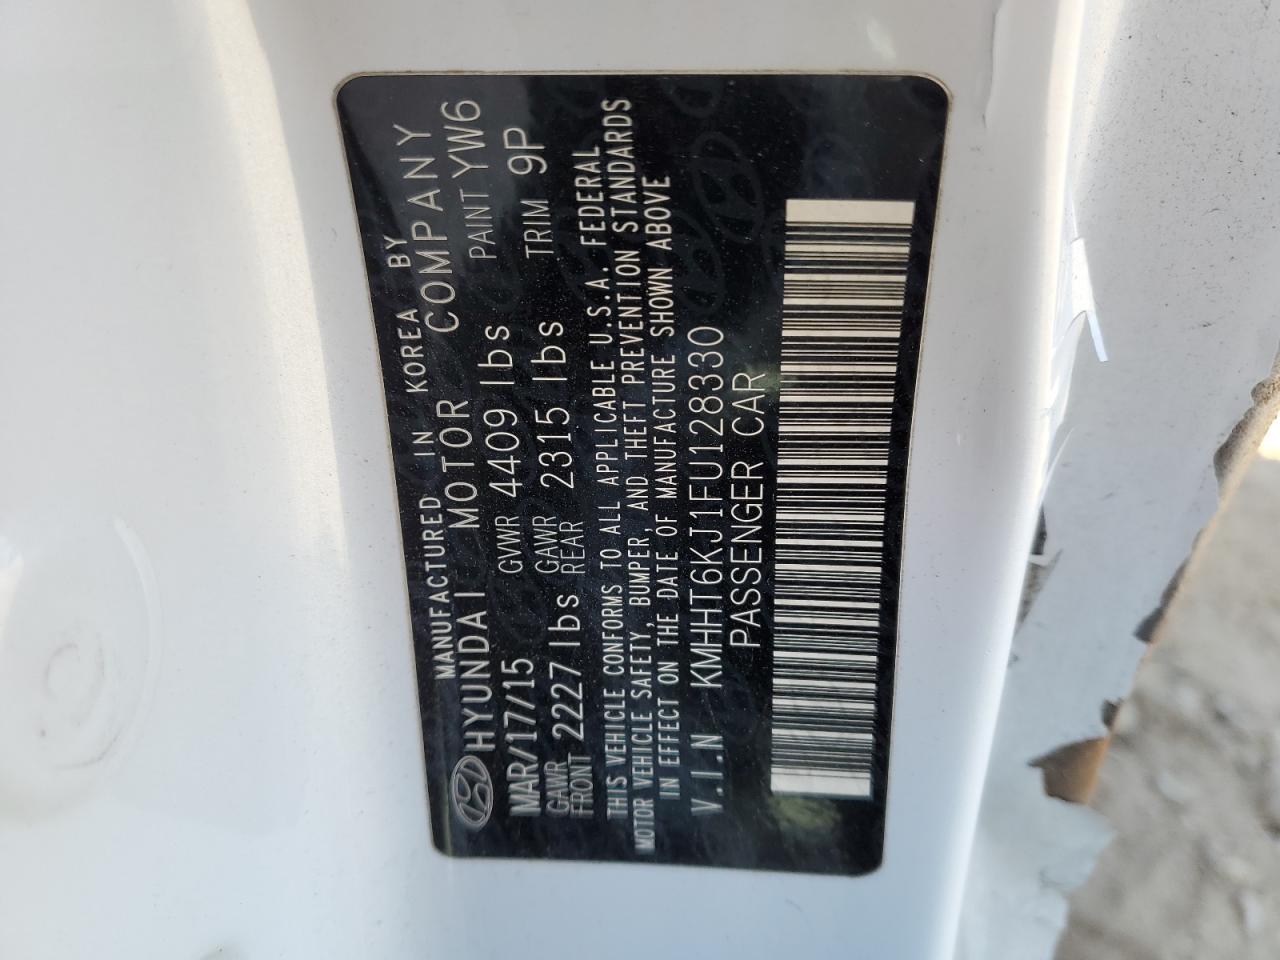 MANUFACTURED IN KOREA BY
HYUNDAI MOTOR COMPANY
MAR/17/15 GVWR 4409 lbs PAINT YW6
GAWR FRONT 2227 lbs GAWR REAR 2315 lbs TRIM 9P
THIS VEHICLE CONFORMS TO ALL APPLICABLE U.S.A. FEDERAL
MOTOR VEHICLE SAFETY, BUMPER, AND THEFT PREVENTION STANDARDS
IN EFFECT ON THE DATE OF MANUFACTURE SHOWN ABOVE
V.I.N KMHHT6KJ1FU128330
PASSENGER CAR